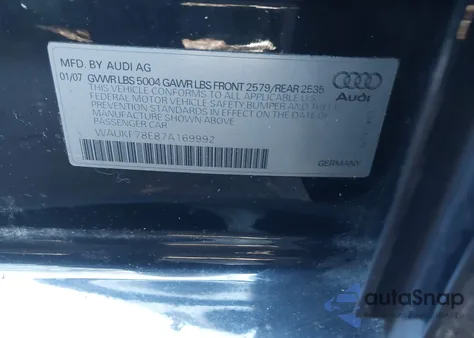 MFD. BY AUDI AG
01/07 GVWR LBS 5004 GAWR LBS FRONT 2579/REAR 2535
THIS VEHICLE CONFORMS TO ALL APPLICABLE U.S.
FEDERAL MOTOR VEHICLE SAFETY BUMPER AND THEFT
PREVENTION STANDARDS IN EFFECT ON THE DATE OF
MANUFACTURE SHOWN ABOVE
PASSENGER CAR
WAUKF78E87A169992
Audi
GERMANY
autoSnap